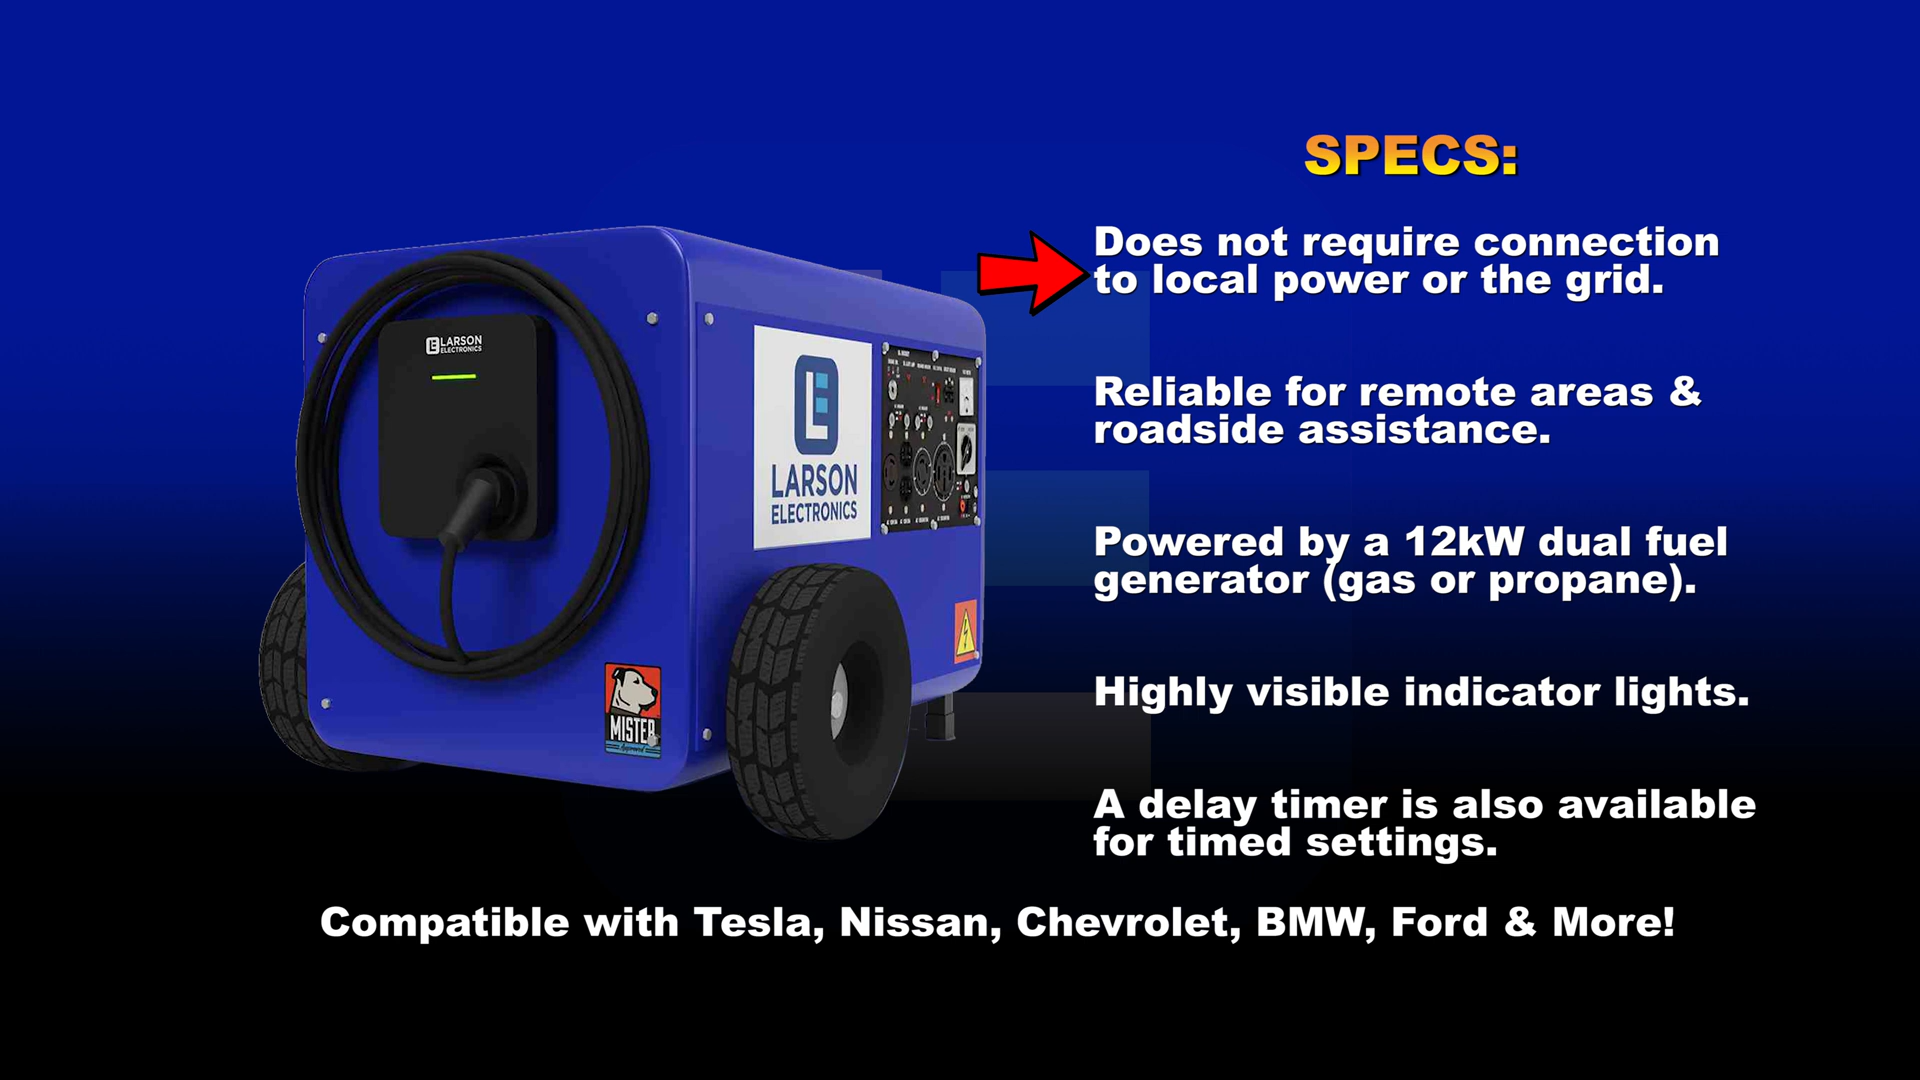 SPECS:
Does not require connection
to local power or the grid.
Reliable for remote areas &
roadside assistance.
Powered by a 12kW dual fuel
generator (gas or propane).
Highly visible indicator lights.
A delay timer is also available
for timed settings.
Compatible with Tesla, Nissan, Chevrolet, BMW, Ford & More!
LARSON
ELECTRONICS
LARSON
ELECTRONICS
MISTER
Approved